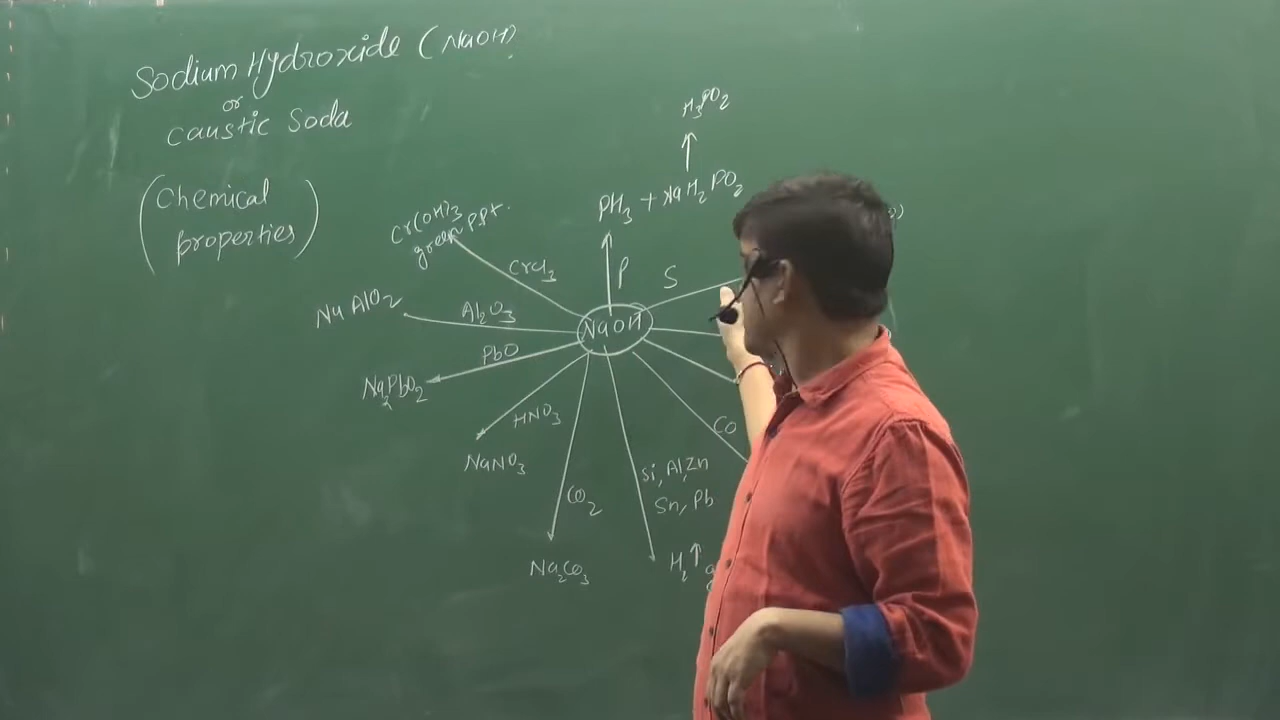 Sodium Hydroxide (NaOH)
or
Caustic Soda
(Chemical
properties)
H₃PO₂
↑
PH₃ + NaH₂PO₂
Cr(OH)₃
green ppt.
CrCl₃
P
S
NaAlO₂
Al₂O₃
NaOH
PbO
Na₂PbO₂
HNO₃
NaNO₃
CO
Si, Al, Zn
Sn, Pb
CO₂
Na₂CO₃
H₂↑